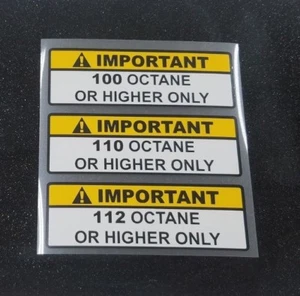 ⚠ IMPORTANT
100 OCTANE
OR HIGHER ONLY
⚠ IMPORTANT
110 OCTANE
OR HIGHER ONLY
⚠ IMPORTANT
112 OCTANE
OR HIGHER ONLY